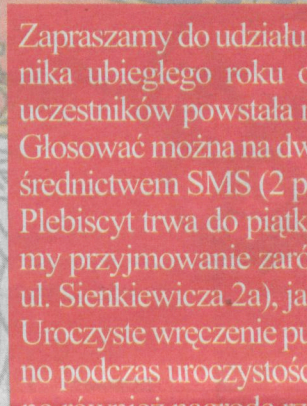 Zapraszamy do udziału
nika ubiegłego roku
uczestników powstała
Głosować można na dw
średnictwem SMS (2 p
Plebiscyt trwa do piątk
my przyjmowanie zaró
ul. Sienkiewicza 2a), ja
Uroczyste wręczenie pu
no podczas uroczystośc